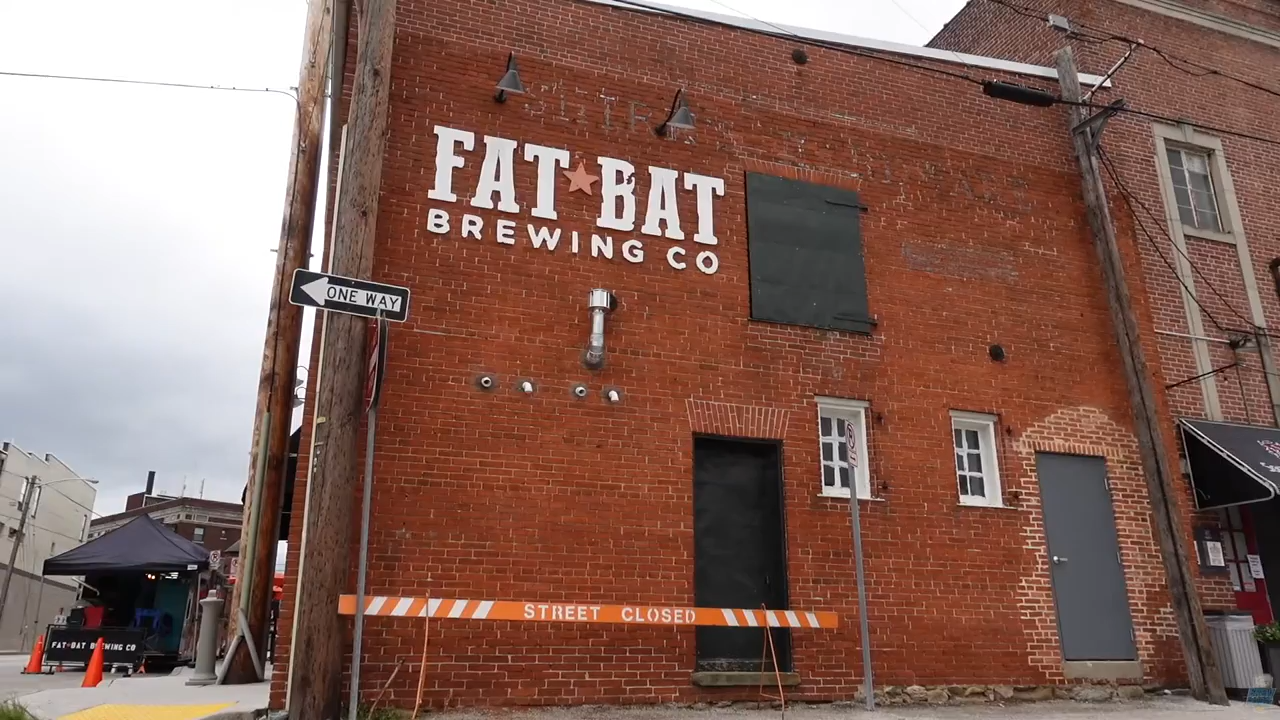 FAT★BAT
BREWING CO
ONE WAY
STREET CLOSED
FAT★BAT BREWING CO